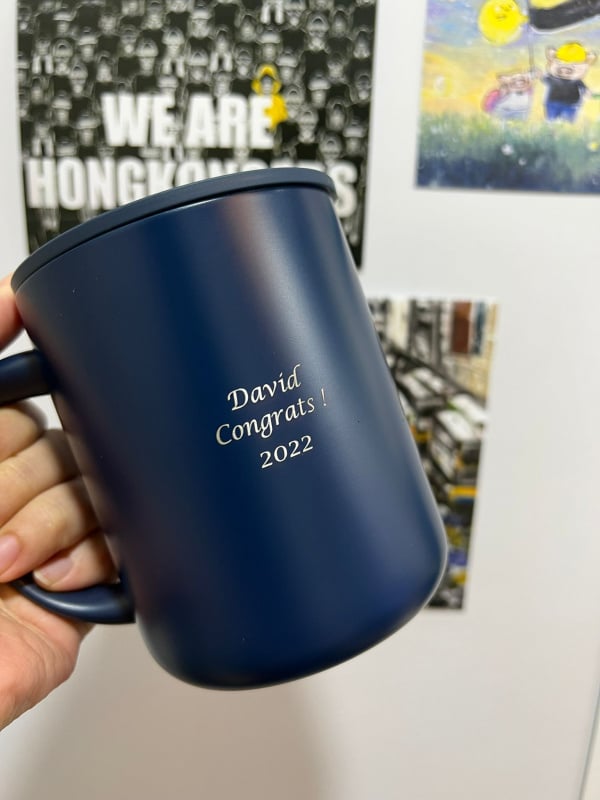 WE ARE
David
Congrats !
2022